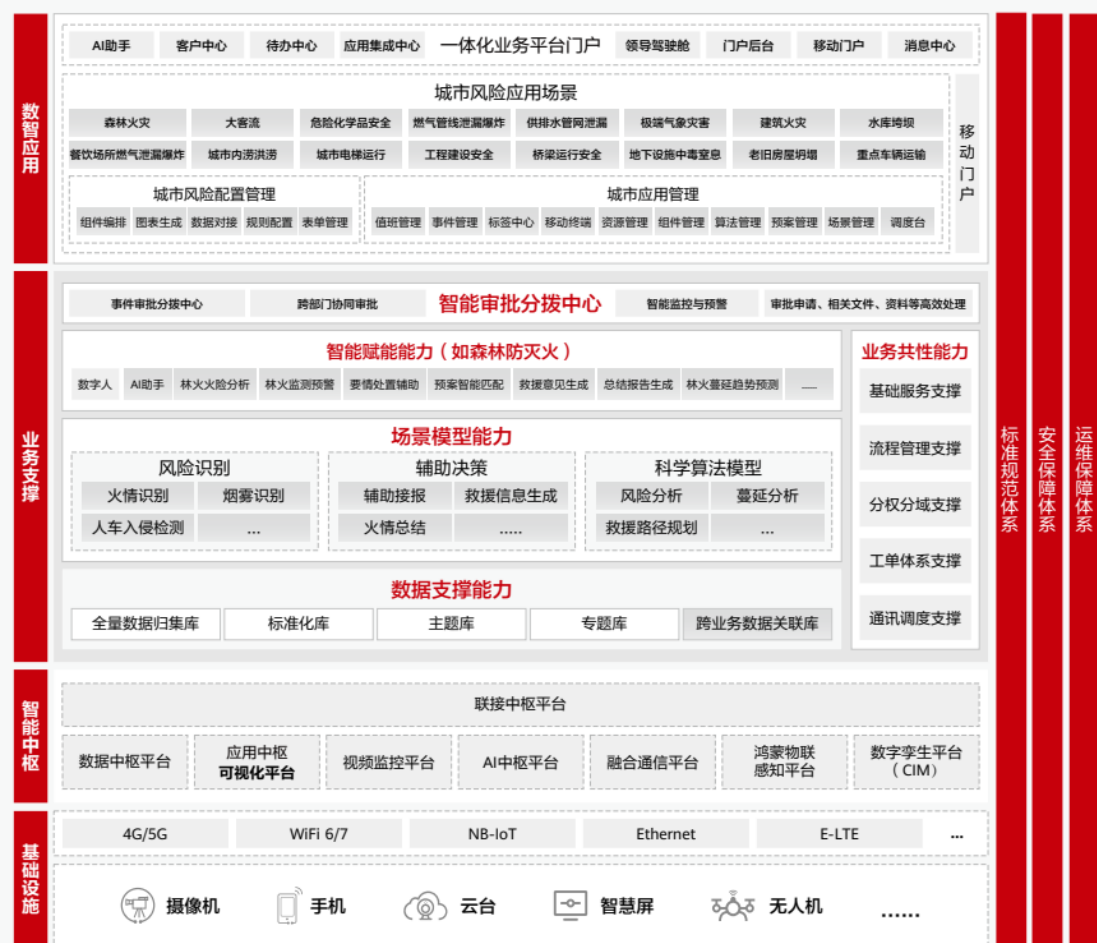 数智应用
AI助手 客户中心 待办中心 应用集成中心 一体化业务平台门户 领导驾驶舱 门户后台 移动门户 消息中心
城市风险应用场景
森林火灾 大客流 危险化学品安全 燃气管线泄漏爆炸 供排水管网泄漏 极端气象灾害 建筑火灾 水库垮坝
餐饮场所燃气泄漏爆炸 城市内涝洪涝 城市电梯运行 工程建设安全 桥梁运行安全 地下设施中毒窒息 老旧房屋坍塌 重点车辆运输
移动门户
城市风险配置管理
组件编排 图表生成 数据对接 规则配置 表单管理
城市应用管理
值班管理 事件管理 标签中心 移动终端 资源管理 组件管理 算法管理 预案管理 场景管理 调度台
业务支撑
事件审批分拨中心 跨部门协同审批 智能审批分拨中心 智能监控与预警 审批申请、相关文件、资料等高效处理
智能赋能能力（如森林防灭火）
数字人 AI助手 林火火险分析 林火监测预警 要情处置辅助 预案智能匹配 救援意见生成 总结报告生成 林火蔓延趋势预测 ......
场景模型能力
风险识别
火情识别 烟雾识别
人车入侵检测 ...
辅助决策
辅助接报 救援信息生成
火情总结 .....
科学算法模型
风险分析 蔓延分析
救援路径规划 ...
数据支撑能力
全量数据归集库 标准化库 主题库 专题库 跨业务数据关联库
业务共性能力
基础服务支撑
流程管理支撑
分权分域支撑
工单体系支撑
通讯调度支撑
智能中枢
联接中枢平台
数据中枢平台
应用中枢
可视化平台
视频监控平台
AI中枢平台
融合通信平台
鸿蒙物联
感知平台
数字孪生平台
（CIM）
基础设施
4G/5G WiFi 6/7 NB-IoT Ethernet E-LTE ...
摄像机 手机 云台 智慧屏 无人机 ......
标准规范体系
安全保障体系
运维保障体系